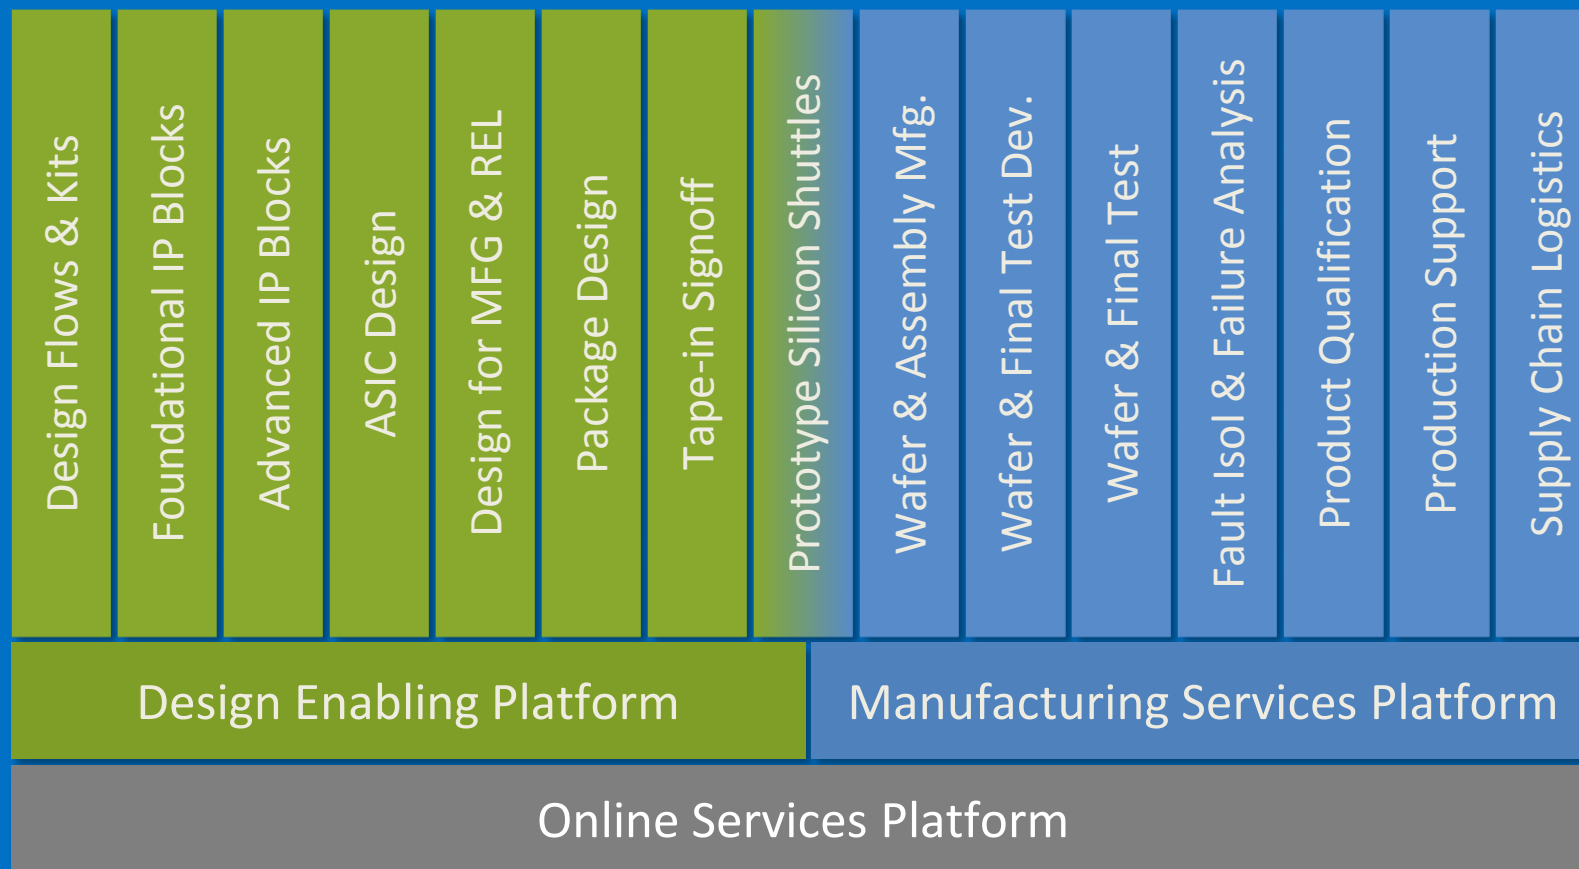 Design Flows & Kits
Foundational IP Blocks
Advanced IP Blocks
ASIC Design
Design for MFG & REL
Package Design
Tape-in Signoff
Prototype Silicon Shuttles
Wafer & Assembly Mfg.
Wafer & Final Test Dev.
Wafer & Final Test
Fault Isol & Failure Analysis
Product Qualification
Production Support
Supply Chain Logistics
Design Enabling Platform
Manufacturing Services Platform
Online Services Platform